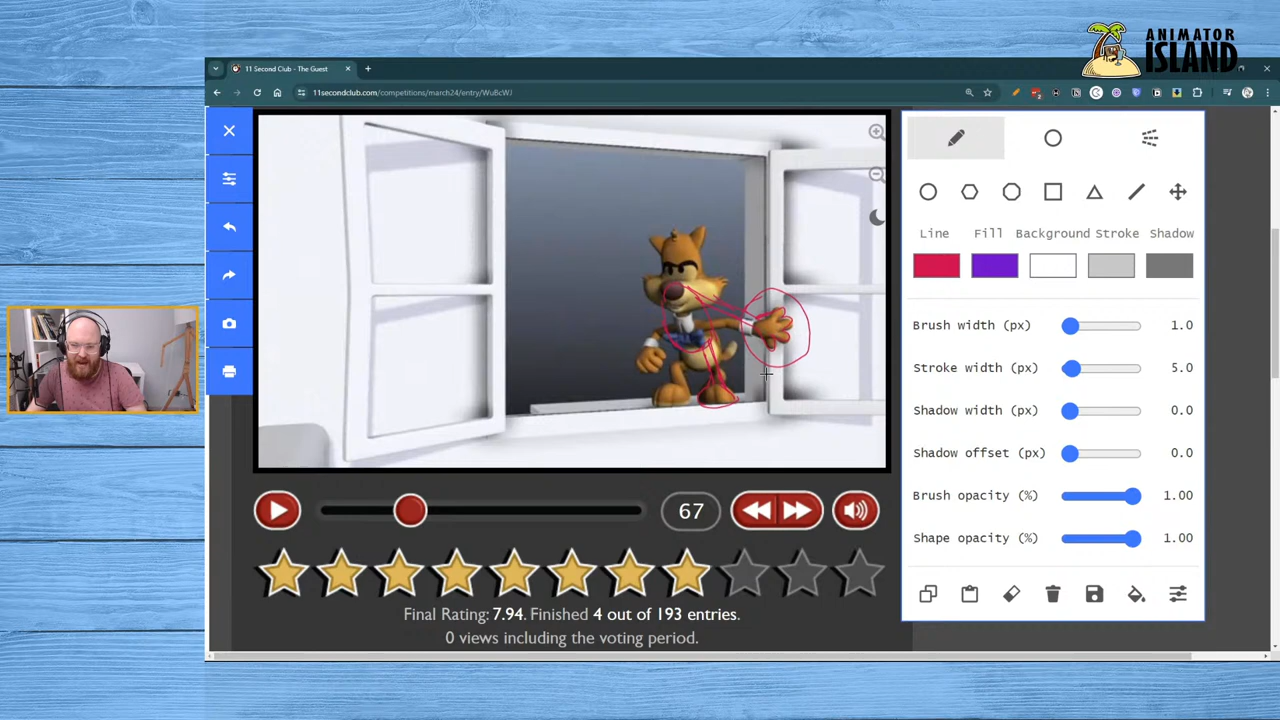 ANIMATOR
ISLAND
11 Second Club - The Guest
11secondclub.com/competitions/march24/entry/WuBcWJ
Line
Fill
Background
Stroke
Shadow
Brush width (px)
1.0
Stroke width (px)
5.0
Shadow width (px)
0.0
Shadow offset (px)
0.0
Brush opacity (%)
1.00
Shape opacity (%)
1.00
67
Final Rating: 7.94. Finished 4 out of 193 entries.
0 views including the voting period.